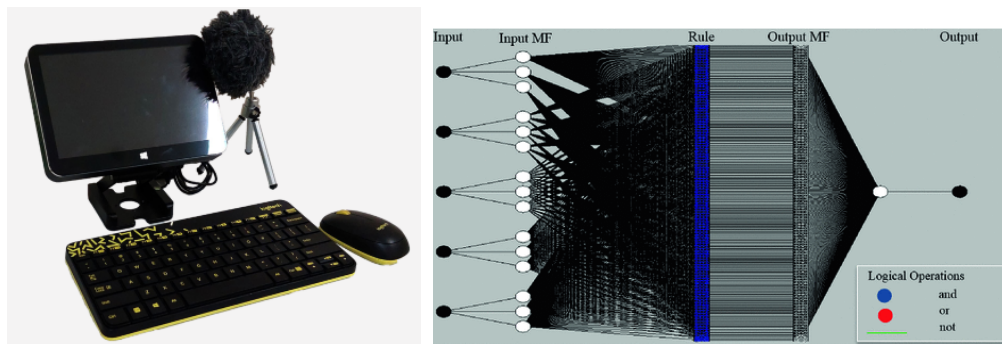 Input
Input MF
Rule
Output MF
Output
Logical Operations
and
or
not